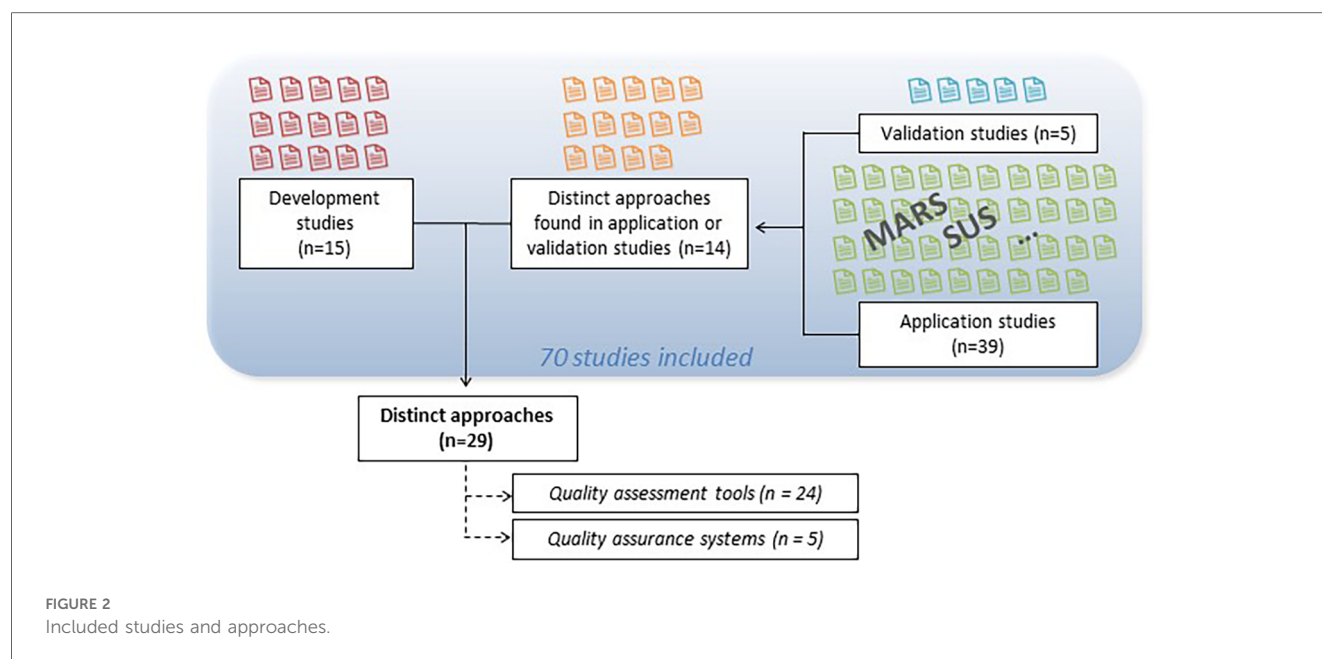 Development
studies
(n=15)
Distinct approaches
found in application or
validation studies (n=14)
Validation studies (n=5)
MARS
SUS
...
Application studies
(n=39)
70 studies included
Distinct approaches
(n=29)
Quality assessment tools (n = 24)
Quality assurance systems (n = 5)
FIGURE 2
Included studies and approaches.